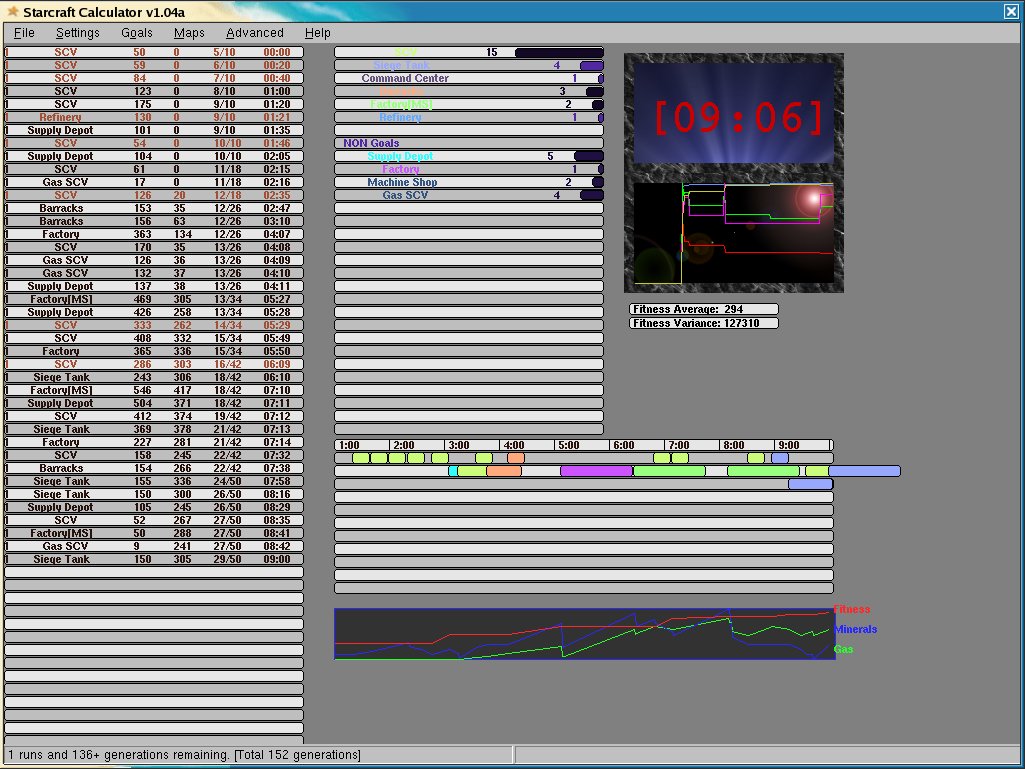 Starcraft Calculator v1.04a
File Settings Goals Maps Advanced Help
SCV 50 0 5/10 00:00
SCV 59 0 6/10 00:20
SCV 84 0 7/10 00:40
SCV 123 0 8/10 01:00
SCV 175 0 9/10 01:20
Refinery 130 0 9/10 01:21
Supply Depot 101 0 9/10 01:35
SCV 54 0 10/10 01:46
Supply Depot 104 0 10/10 02:05
SCV 61 0 11/18 02:15
Gas SCV 17 0 11/18 02:16
SCV 126 20 12/18 02:35
Barracks 153 35 12/26 02:47
Barracks 156 63 12/26 03:10
Factory 363 134 12/26 04:07
SCV 170 35 13/26 04:08
Gas SCV 126 36 13/26 04:09
Gas SCV 132 37 13/26 04:10
Supply Depot 137 38 13/26 04:11
Factory[MS] 469 305 13/34 05:27
Supply Depot 426 258 13/34 05:28
SCV 333 262 14/34 05:29
SCV 408 332 15/34 05:49
Factory 365 336 15/34 05:50
SCV 286 303 16/42 06:09
Siege Tank 243 306 18/42 06:10
Factory[MS] 546 417 18/42 07:10
Supply Depot 504 371 18/42 07:11
SCV 412 374 19/42 07:12
Siege Tank 369 378 21/42 07:13
Factory 227 281 21/42 07:14
SCV 158 245 22/42 07:32
Barracks 154 266 22/42 07:38
Siege Tank 155 336 24/50 07:58
Siege Tank 150 300 26/50 08:16
Supply Depot 105 245 26/50 08:29
SCV 52 267 27/50 08:35
Factory[MS] 50 288 27/50 08:41
Gas SCV 9 241 27/50 08:42
Siege Tank 150 305 29/50 09:00
SCV 15
Siege Tank 4
Command Center 1
Barracks 3
Factory[MS] 2
Refinery 1
NON Goals
Supply Depot 5
Factory 1
Machine Shop 2
Gas SCV 4
[09:06]
Fitness Average: 294
Fitness Variance: 127310
1:00 2:00 3:00 4:00 5:00 6:00 7:00 8:00 9:00
Fitness
Minerals
Gas
1 runs and 136+ generations remaining. [Total 152 generations]